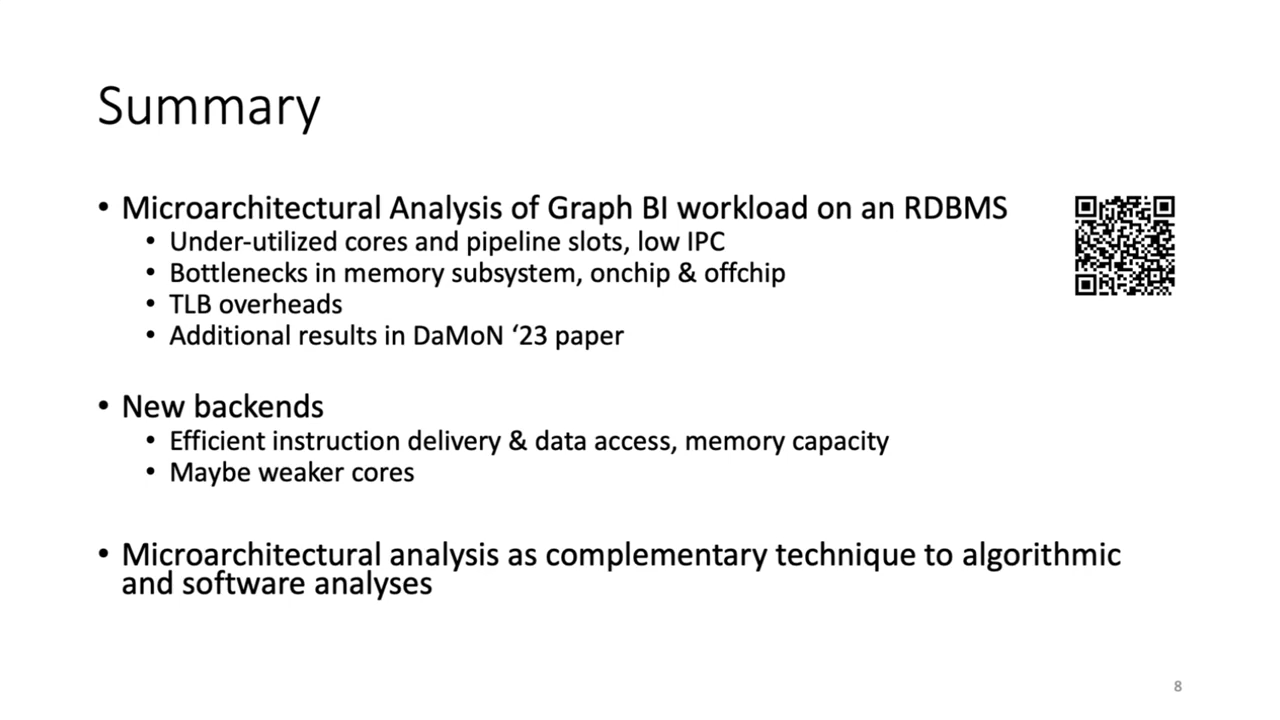 Summary
• Microarchitectural Analysis of Graph BI workload on an RDBMS
• Under-utilized cores and pipeline slots, low IPC
• Bottlenecks in memory subsystem, onchip & offchip
• TLB overheads
• Additional results in DaMoN ‘23 paper
• New backends
• Efficient instruction delivery & data access, memory capacity
• Maybe weaker cores
• Microarchitectural analysis as complementary technique to algorithmic
and software analyses
8